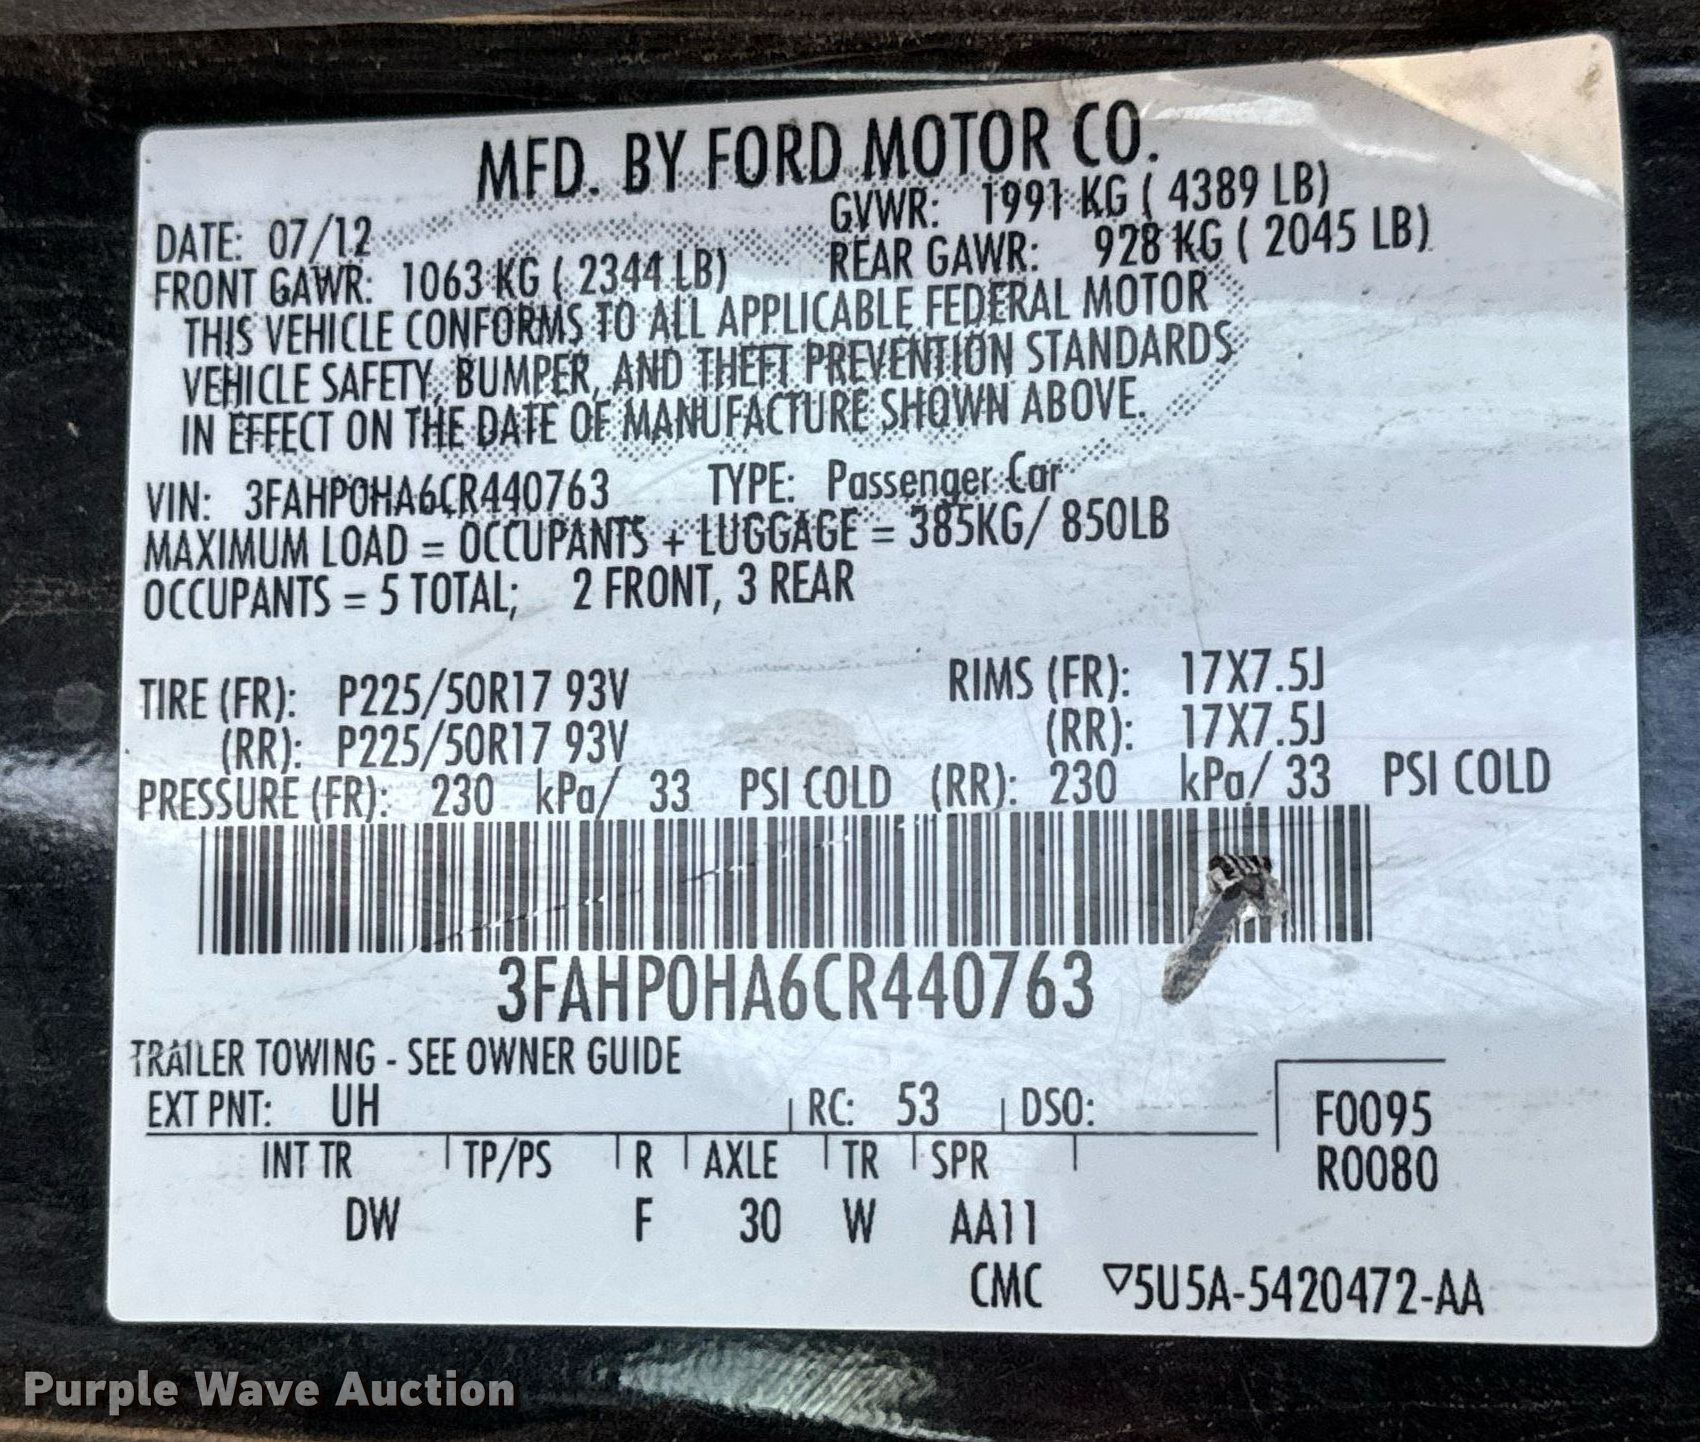 MFD. BY FORD MOTOR CO.
DATE: 07/12 GVWR: 1991 KG ( 4389 LB)
FRONT GAWR: 1063 KG ( 2344 LB) REAR GAWR: 928 KG ( 2045 LB)
THIS VEHICLE CONFORMS TO ALL APPLICABLE FEDERAL MOTOR
VEHICLE SAFETY, BUMPER, AND THEFT PREVENTION STANDARDS
IN EFFECT ON THE DATE OF MANUFACTURE SHOWN ABOVE.
VIN: 3FAHP0HA6CR440763 TYPE: Passenger Car
MAXIMUM LOAD = OCCUPANTS + LUGGAGE = 385KG/ 850LB
OCCUPANTS = 5 TOTAL; 2 FRONT, 3 REAR
TIRE (FR): P225/50R17 93V RIMS (FR): 17X7.5J
(RR): P225/50R17 93V (RR): 17X7.5J
PRESSURE (FR): 230 kPa/ 33 PSI COLD (RR): 230 kPa/ 33 PSI COLD
3FAHP0HA6CR440763
TRAILER TOWING - SEE OWNER GUIDE
EXT PNT: UH RC: 53 DSO: F0095
INT TR TP/PS R AXLE TR SPR R0080
DW F 30 W AA11
CMC ▽5U5A-5420472-AA
Purple Wave Auction